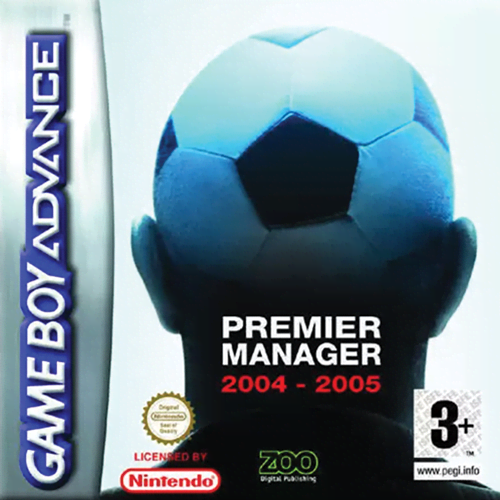 GAME BOY ADVANCE
PREMIER
MANAGER
2004 - 2005
Original
Nintendo
Seal of
Quality
LICENSED BY
Nintendo
ZOO
Digital Publishing
3+
www.pegi.info